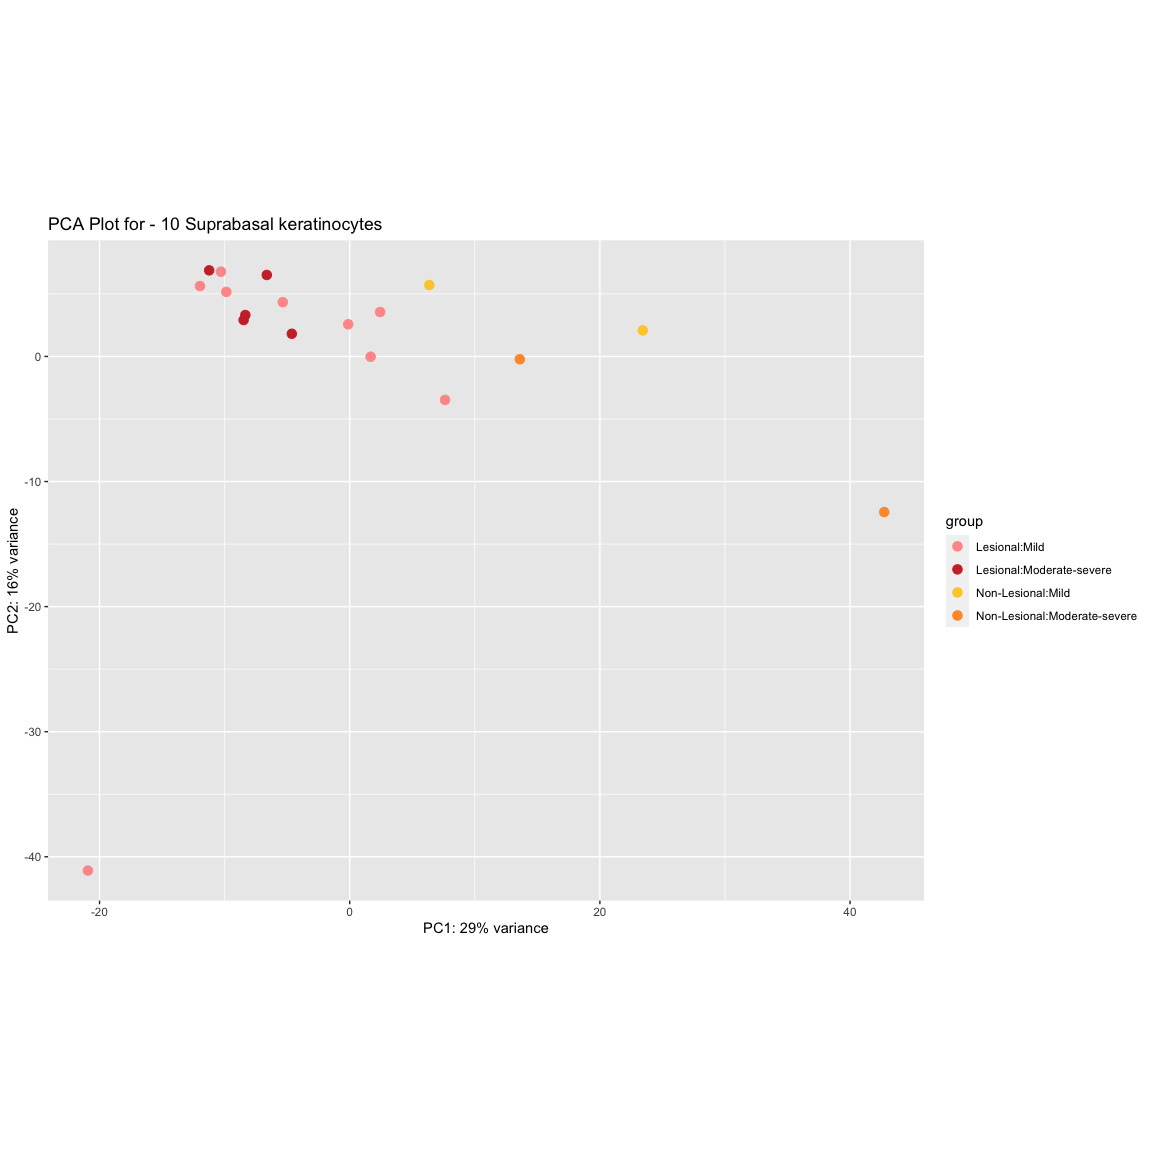 PCA Plot for - 10 Suprabasal keratinocytes
0
-10
-20
-30
-40
PC2: 16% variance
-20
0
20
40
PC1: 29% variance
group
Lesional:Mild
Lesional:Moderate-severe
Non-Lesional:Mild
Non-Lesional:Moderate-severe